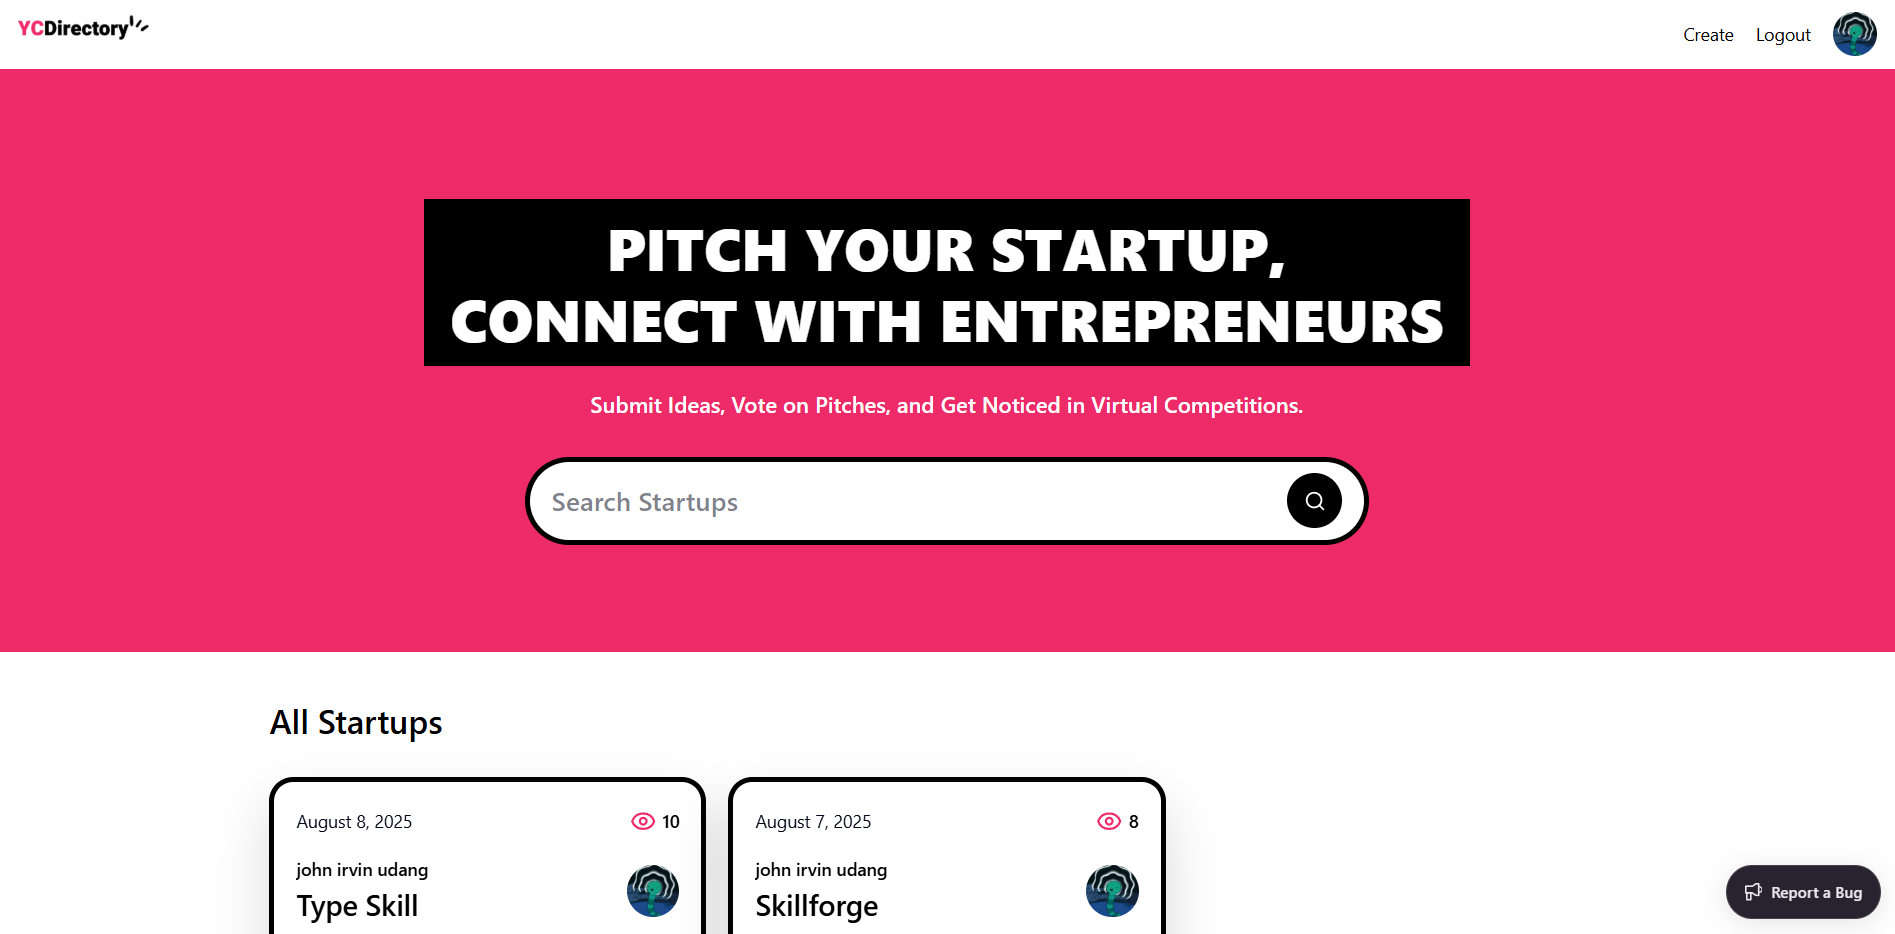 YCDirectory
Create Logout
PITCH YOUR STARTUP,
CONNECT WITH ENTREPRENEURS
Submit Ideas, Vote on Pitches, and Get Noticed in Virtual Competitions.
Search Startups
All Startups
August 8, 2025 10
john irvin udang
Type Skill
August 7, 2025 8
john irvin udang
Skillforge
Report a Bug